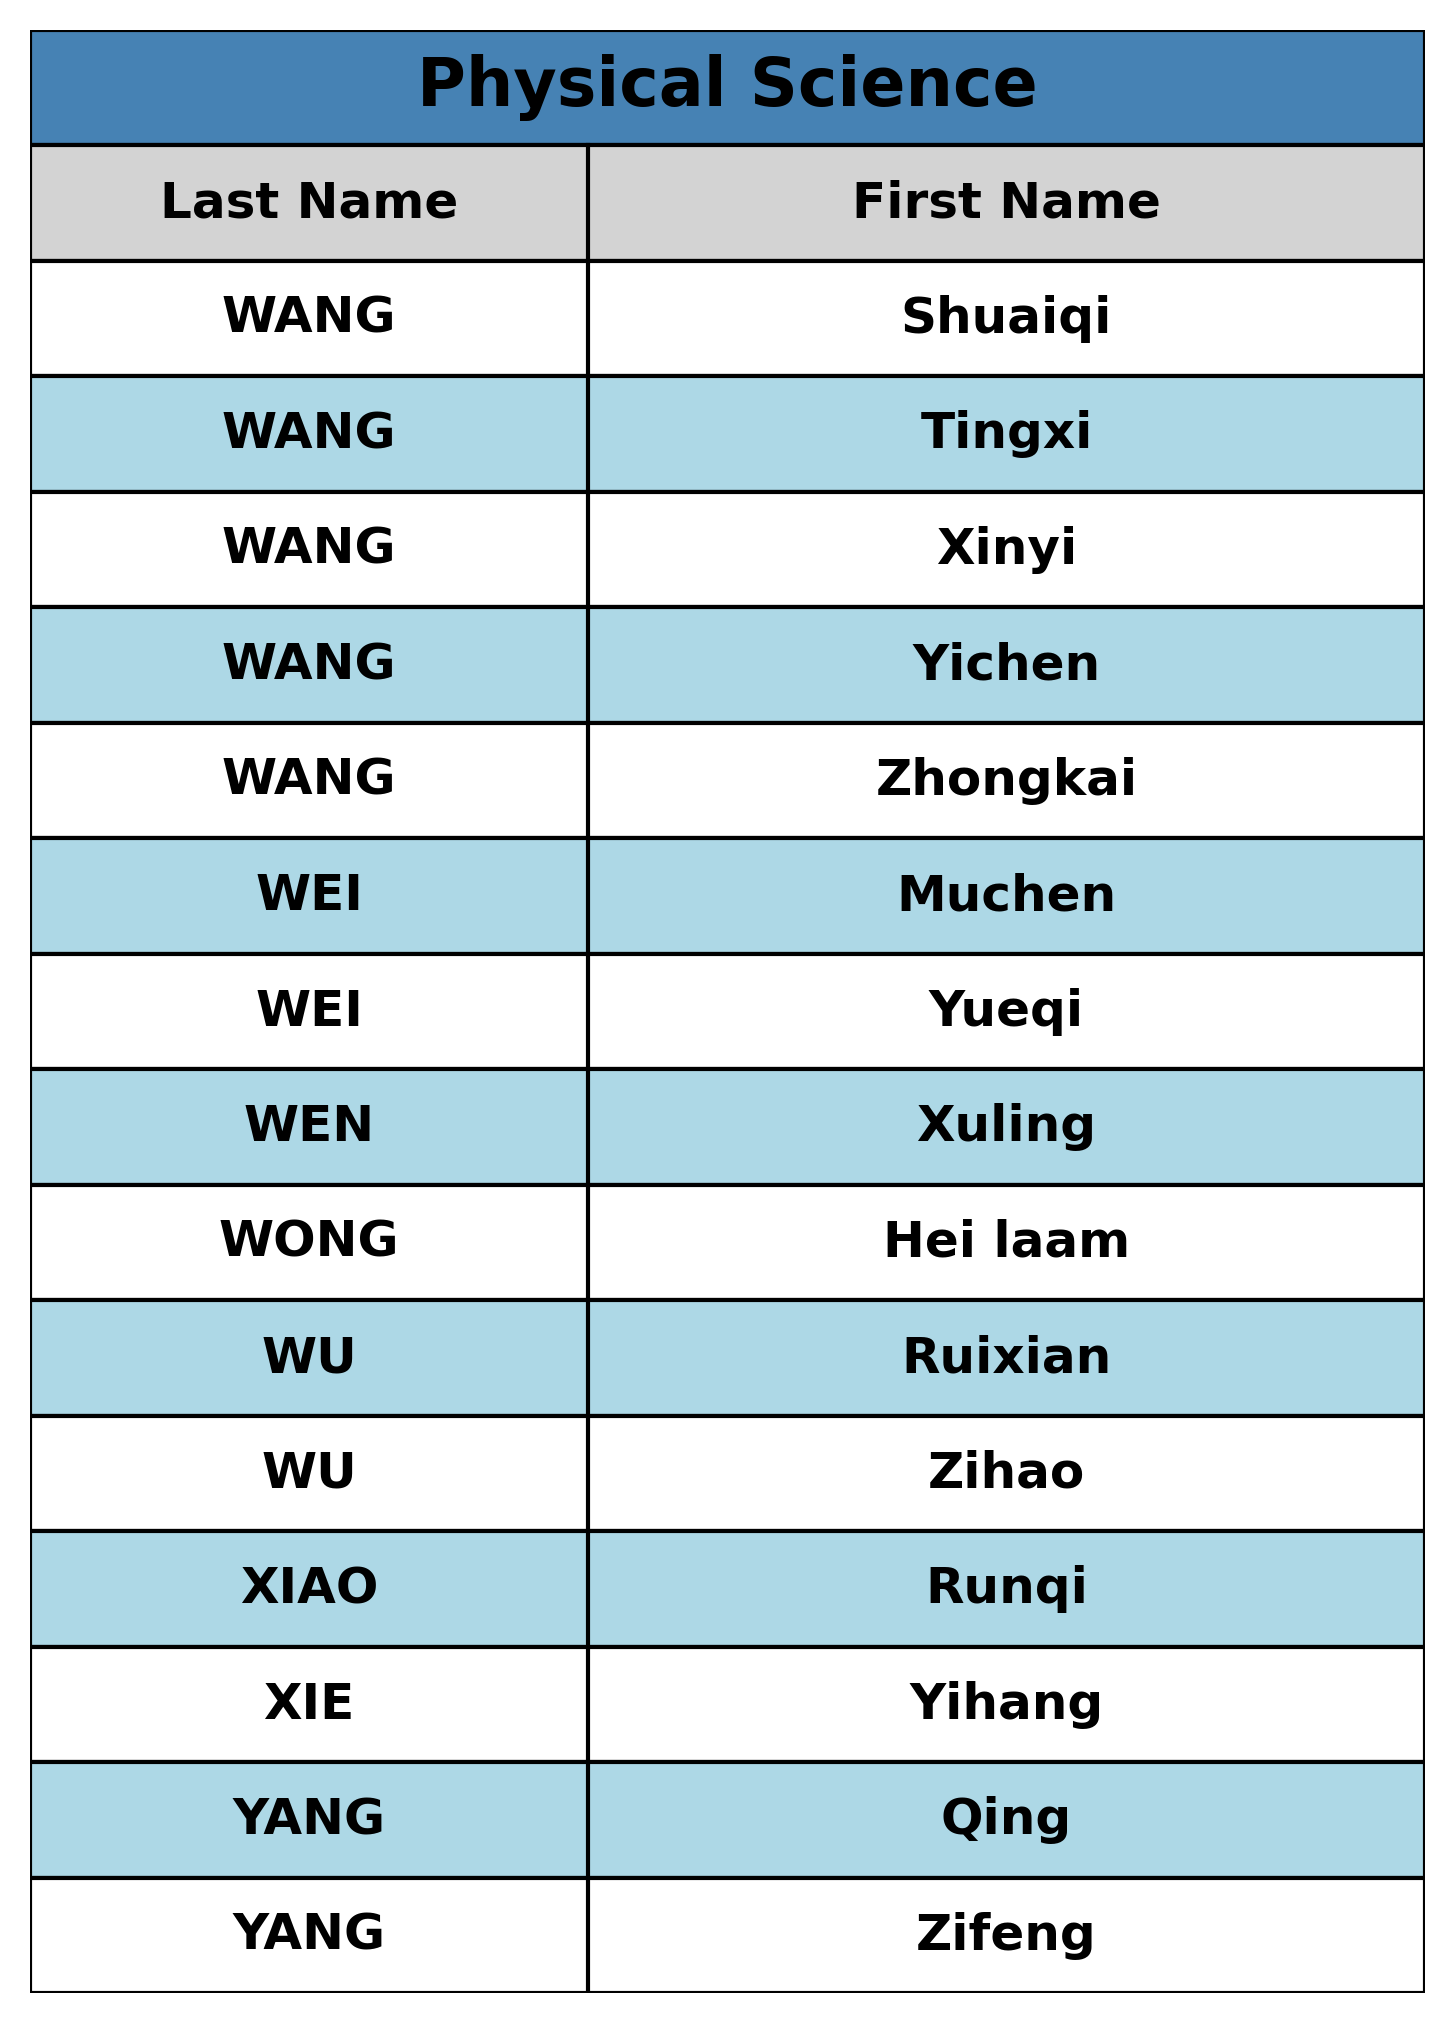 Physical Science
Last Name First Name
WANG Shuaiqi
WANG Tingxi
WANG Xinyi
WANG Yichen
WANG Zhongkai
WEI Muchen
WEI Yueqi
WEN Xuling
WONG Hei laam
WU Ruixian
WU Zihao
XIAO Runqi
XIE Yihang
YANG Qing
YANG Zifeng